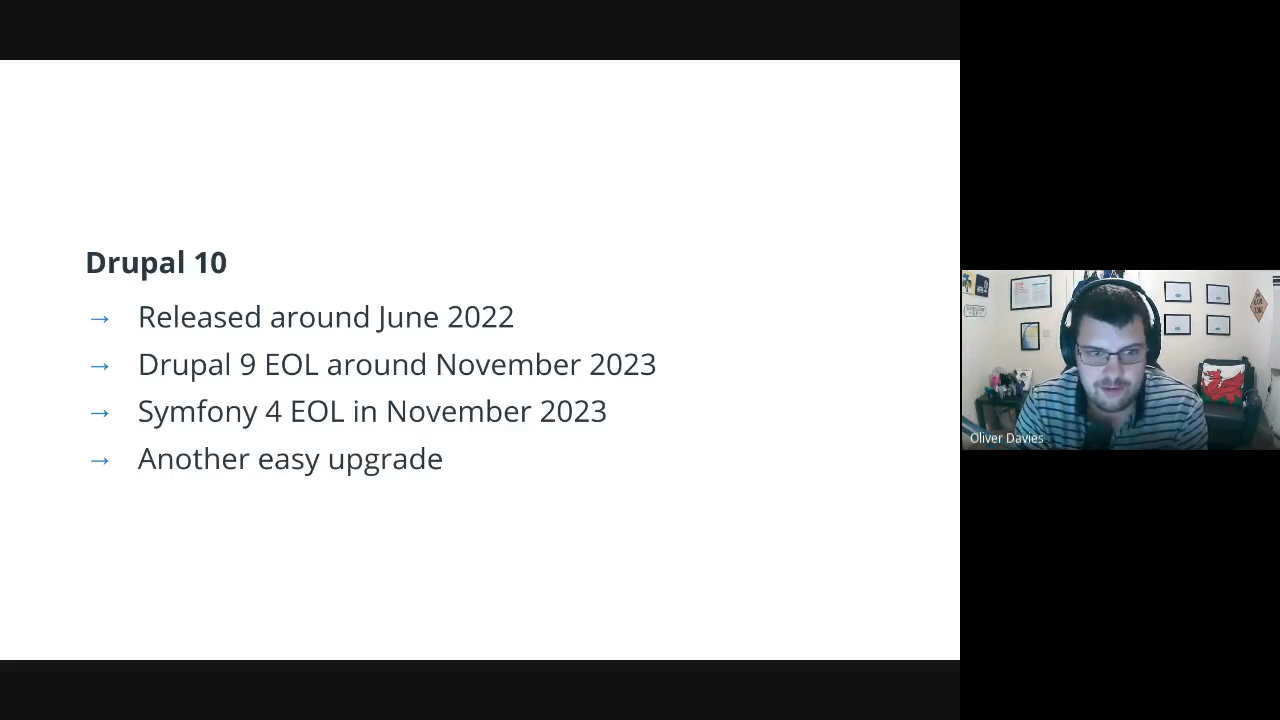 Drupal 10
→ Released around June 2022
→ Drupal 9 EOL around November 2023
→ Symfony 4 EOL in November 2023
→ Another easy upgrade
Oliver Davies